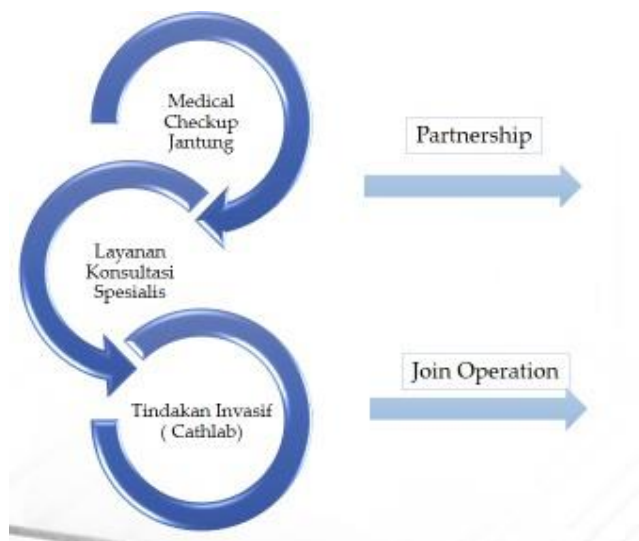 Medical
Checkup
Jantung
Partnership
Layanan
Konsultasi
Spesialis
Join Operation
Tindakan Invasif
( Cathlab)